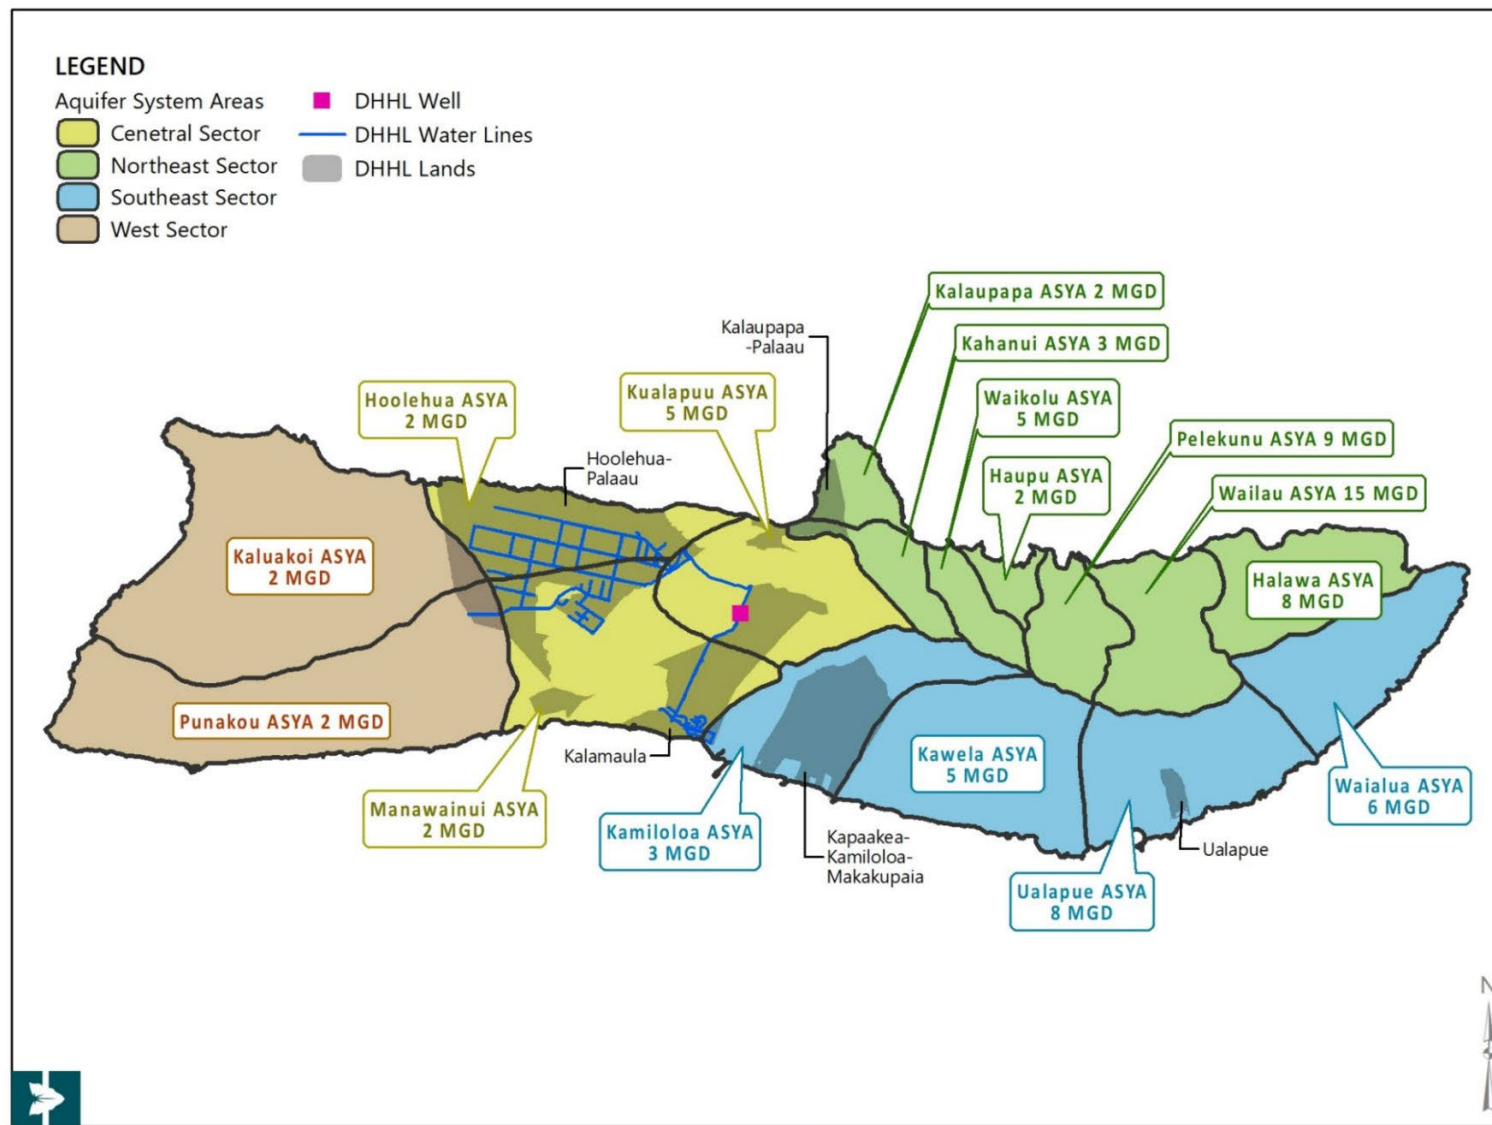 LEGEND
Aquifer System Areas
Cenetral Sector
Northeast Sector
Southeast Sector
West Sector
DHHL Well
DHHL Water Lines
DHHL Lands
Kalaupapa ASYA 2 MGD
Kalaupapa
-Palaau
Kahanui ASYA 3 MGD
Hoolehua ASYA
2 MGD
Kualapuu ASYA
5 MGD
Waikolu ASYA
5 MGD
Pelekunu ASYA 9 MGD
Hoolehua-
Palaau
Haupu ASYA
2 MGD
Wailau ASYA 15 MGD
Kaluakoi ASYA
2 MGD
Halawa ASYA
8 MGD
Punakou ASYA 2 MGD
Kalamaula
Kawela ASYA
5 MGD
Waialua ASYA
6 MGD
Manawainui ASYA
2 MGD
Kamiloloa ASYA
3 MGD
Kapaakea-
Kamiloloa-
Makakupaia
Ualapue
Ualapue ASYA
8 MGD
N